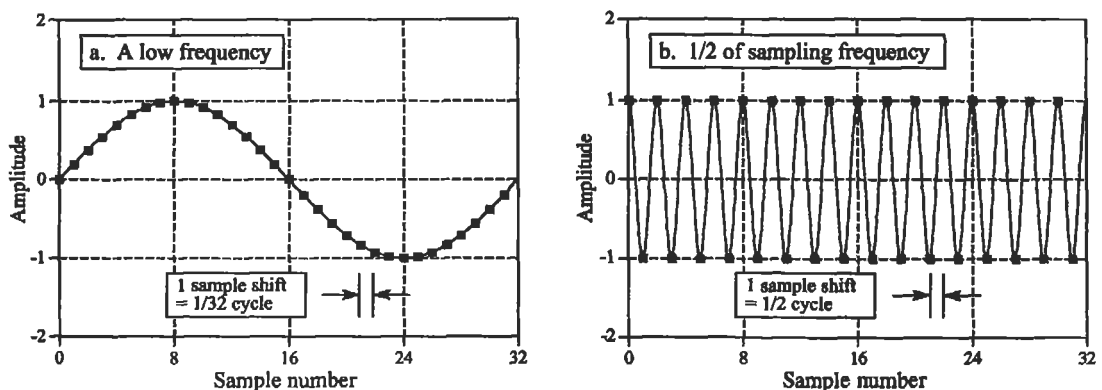 a. A low frequency
Amplitude
2
1
0
-1
-2
1 sample shift
= 1/32 cycle
0
8
16
24
32
Sample number
b. 1/2 of sampling frequency
Amplitude
2
1
0
-1
-2
1 sample shift
= 1/2 cycle
0
8
16
24
32
Sample number